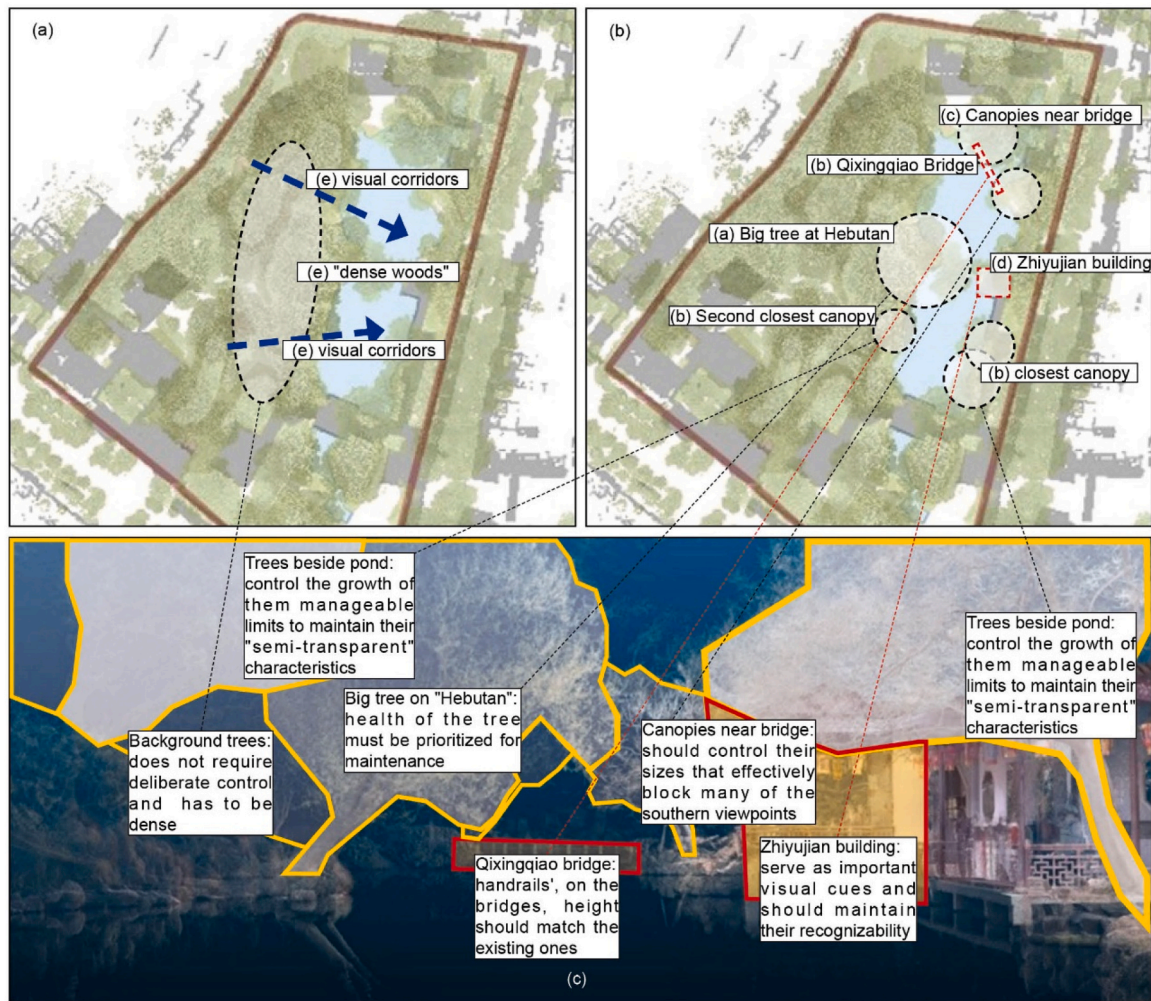 (a)
(e) visual corridors
(e) "dense woods"
(e) visual corridors
(b)
(c) Canopies near bridge
(b) Qixingqiao Bridge
(a) Big tree at Hebutan
(d) Zhiyujian building
(b) Second closest canopy
(b) closest canopy
Trees beside pond:
control the growth of
them manageable
limits to maintain their
"semi-transparent"
characteristics
Big tree on "Hebutan":
health of the tree
must be prioritized for
maintenance
Background trees:
does not require
deliberate control
and has to be
dense
Qixingqiao bridge:
handrails', on the
bridges, height
should match the
existing ones
Canopies near bridge:
should control their
sizes that effectively
block many of the
southern viewpoints
Zhiyujian building:
serve as important
visual cues and
should maintain
their recognizability
Trees beside pond:
control the growth of
them manageable
limits to maintain their
"semi-transparent"
characteristics
(c)